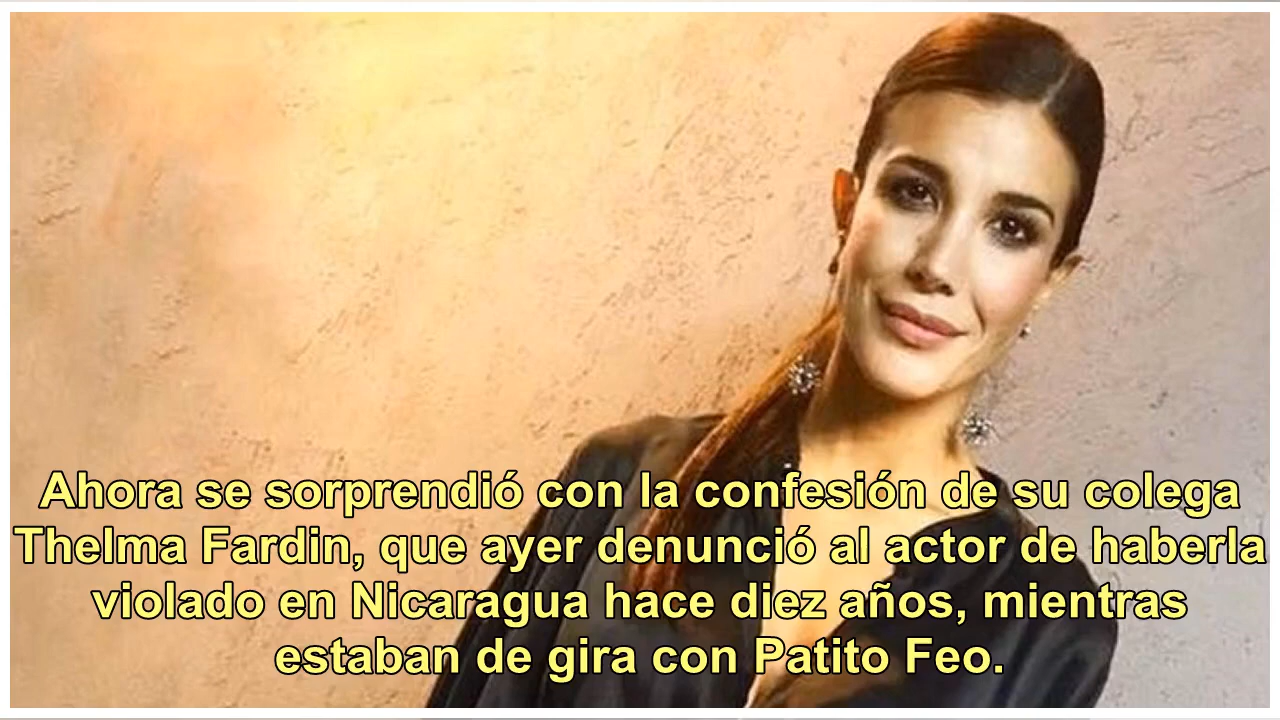 Ahora se sorprendió con la confesión de su colega
Thelma Fardin, que ayer denunció al actor de haberla
violado en Nicaragua hace diez años, mientras
estaban de gira con Patito Feo.